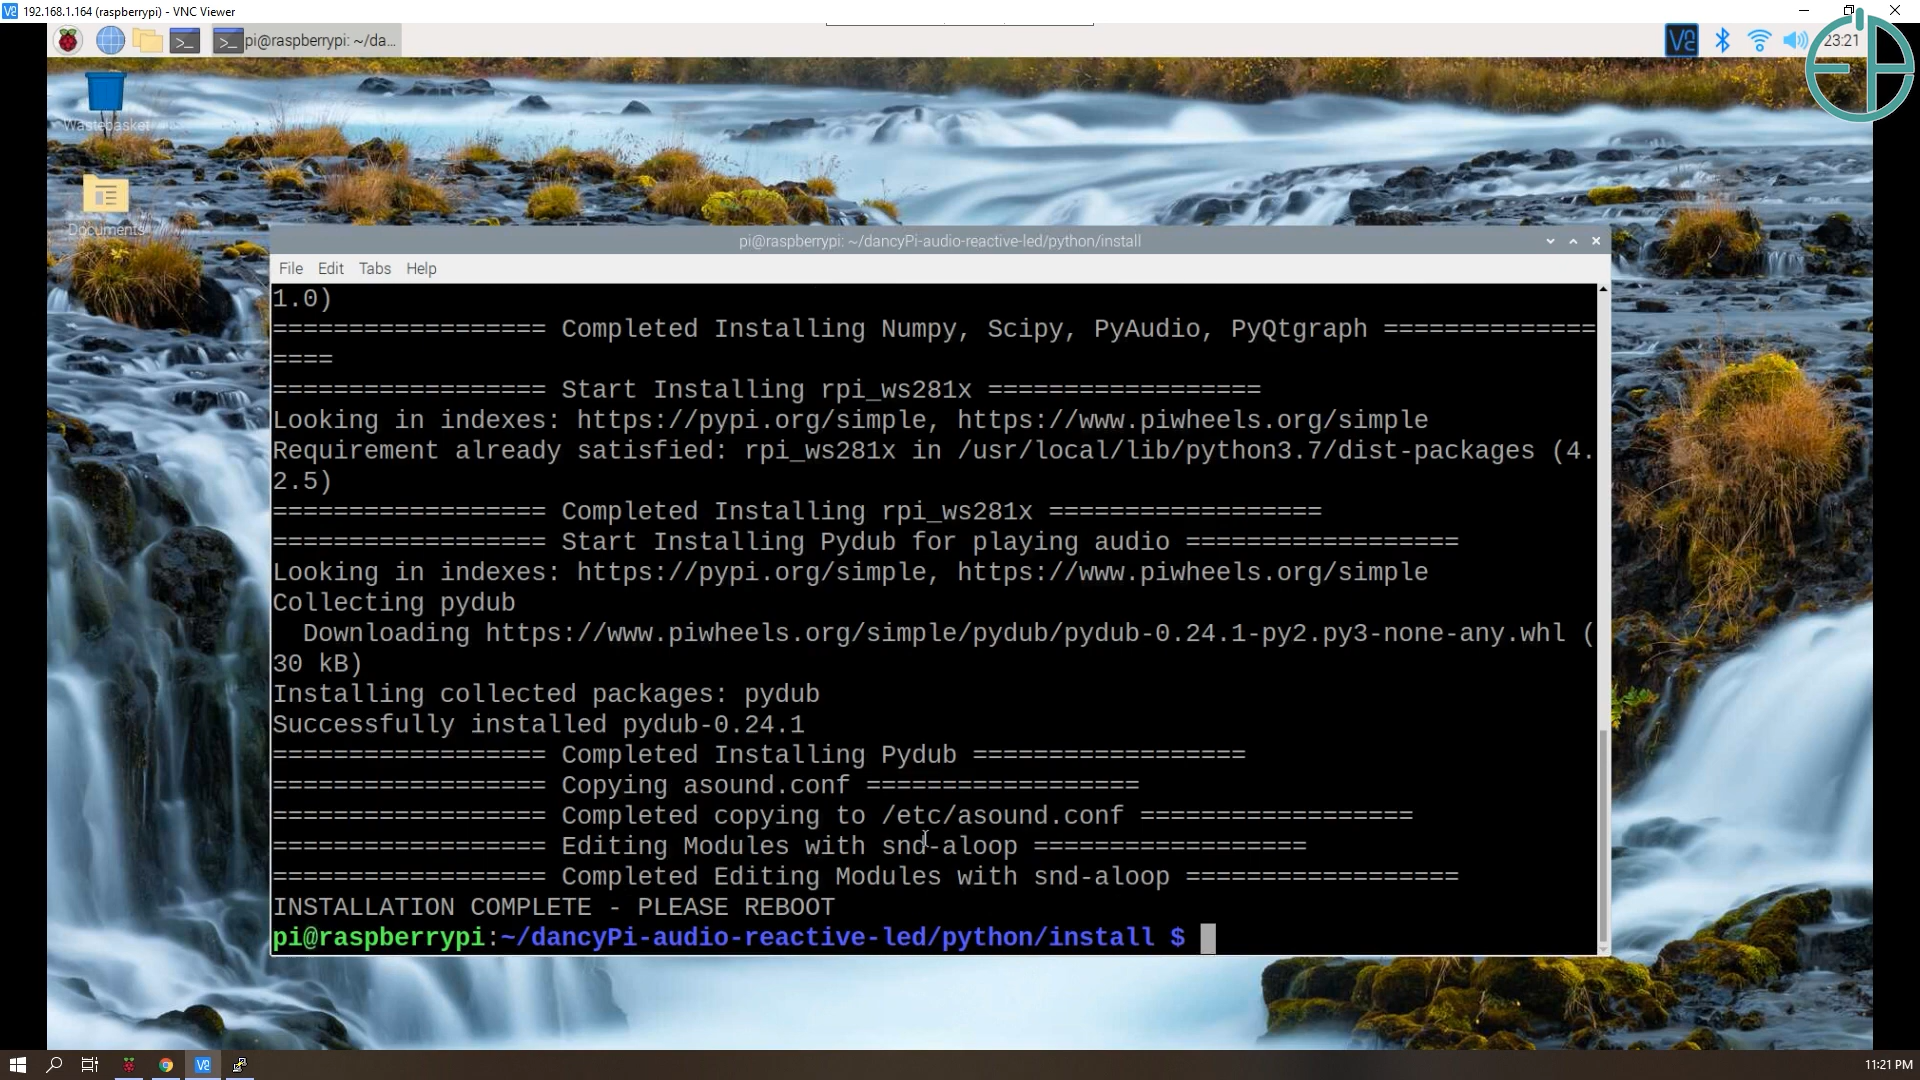 192.168.1.164 (raspberrypi) - VNC Viewer
pi@raspberrypi: ~/da...
23:21
Wastebasket
Documents
pi@raspberrypi: ~/dancyPi-audio-reactive-led/python/install
File Edit Tabs Help
1.0)
================== Completed Installing Numpy, Scipy, PyAudio, PyQtgraph ==============
====
================== Start Installing rpi_ws281x ==================
Looking in indexes: https://pypi.org/simple, https://www.piwheels.org/simple
Requirement already satisfied: rpi_ws281x in /usr/local/lib/python3.7/dist-packages (4.
2.5)
================== Completed Installing rpi_ws281x ==================
================== Start Installing Pydub for playing audio ==================
Looking in indexes: https://pypi.org/simple, https://www.piwheels.org/simple
Collecting pydub
  Downloading https://www.piwheels.org/simple/pydub/pydub-0.24.1-py2.py3-none-any.whl (
30 kB)
Installing collected packages: pydub
Successfully installed pydub-0.24.1
================== Completed Installing Pydub ==================
================== Copying asound.conf ==================
================== Completed copying to /etc/asound.conf ==================
================== Editing Modules with snd-aloop ==================
================== Completed Editing Modules with snd-aloop ==================
INSTALLATION COMPLETE - PLEASE REBOOT
pi@raspberrypi:~/dancyPi-audio-reactive-led/python/install $
11:21 PM